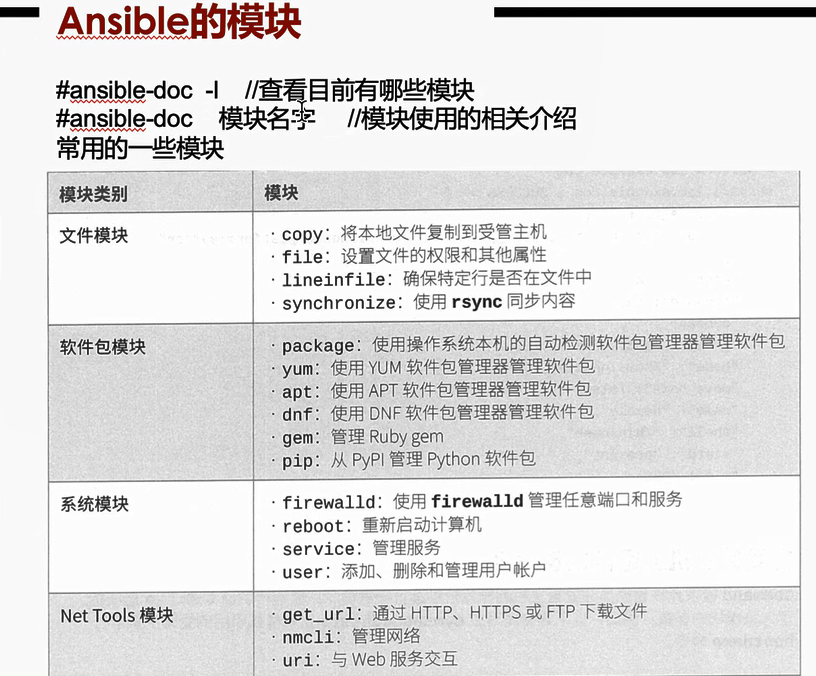 Ansible的模块
#ansible-doc -l //查看目前有哪些模块
#ansible-doc 模块名字 //模块使用的相关介绍
常用的一些模块
模块类别 模块
文件模块
· copy：将本地文件复制到受管主机
· file：设置文件的权限和其他属性
· lineinfile：确保特定行是否在文件中
· synchronize：使用 rsync 同步内容
软件包模块
· package：使用操作系统本机的自动检测软件包管理器管理软件包
· yum：使用 YUM 软件包管理器管理软件包
· apt：使用 APT 软件包管理器管理软件包
· dnf：使用 DNF 软件包管理器管理软件包
· gem：管理 Ruby gem
· pip：从 PyPI 管理 Python 软件包
系统模块
· firewalld：使用 firewalld 管理任意端口和服务
· reboot：重新启动计算机
· service：管理服务
· user：添加、删除和管理用户帐户
Net Tools 模块
· get_url：通过 HTTP、HTTPS 或 FTP 下载文件
· nmcli：管理网络
· uri：与 Web 服务交互